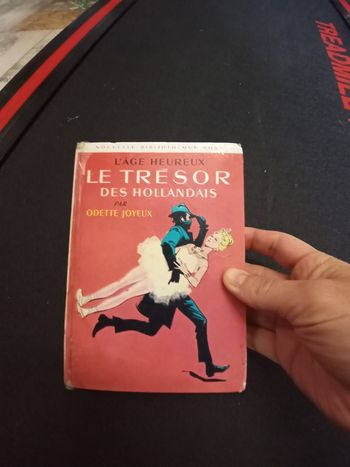 NOUVELLE BIBLIOTHÈQUE ROSE
L'ÂGE HEUREUX
LE TRÉSOR
DES HOLLANDAIS
PAR
ODETTE JOYEUX
TREADMILL